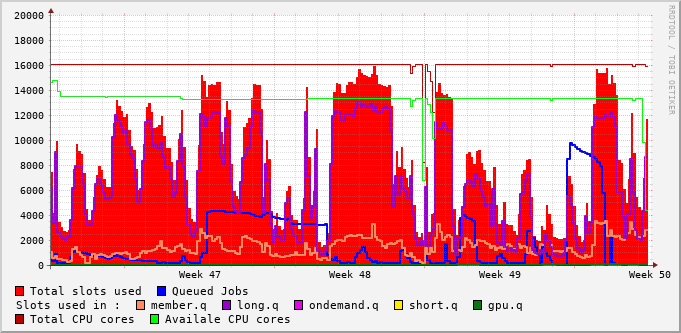 20000
18000
16000
14000
12000
10000
8000
6000
4000
2000
0
Week 47 Week 48 Week 49 Week 50
Total slots used Queued Jobs
Slots used in : member.q long.q ondemand.q short.q gpu.q
Total CPU cores Availale CPU cores
RRDTOOL / TOBI OETIKER